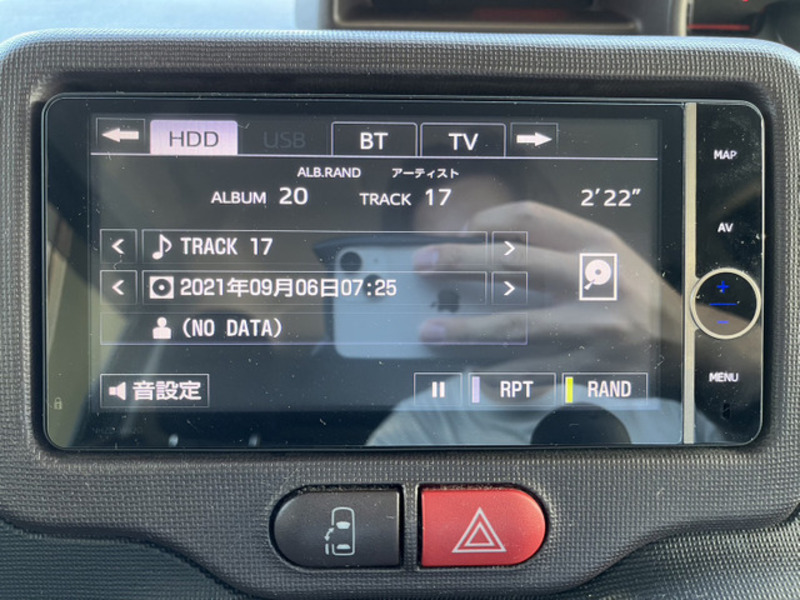 HDD USB BT TV
ALB.RAND アーティスト
ALBUM 20 TRACK 17 2'22"
TRACK 17
2021年09月06日07:25
(NO DATA)
音設定 RPT RAND
MAP
AV
+
-
MENU